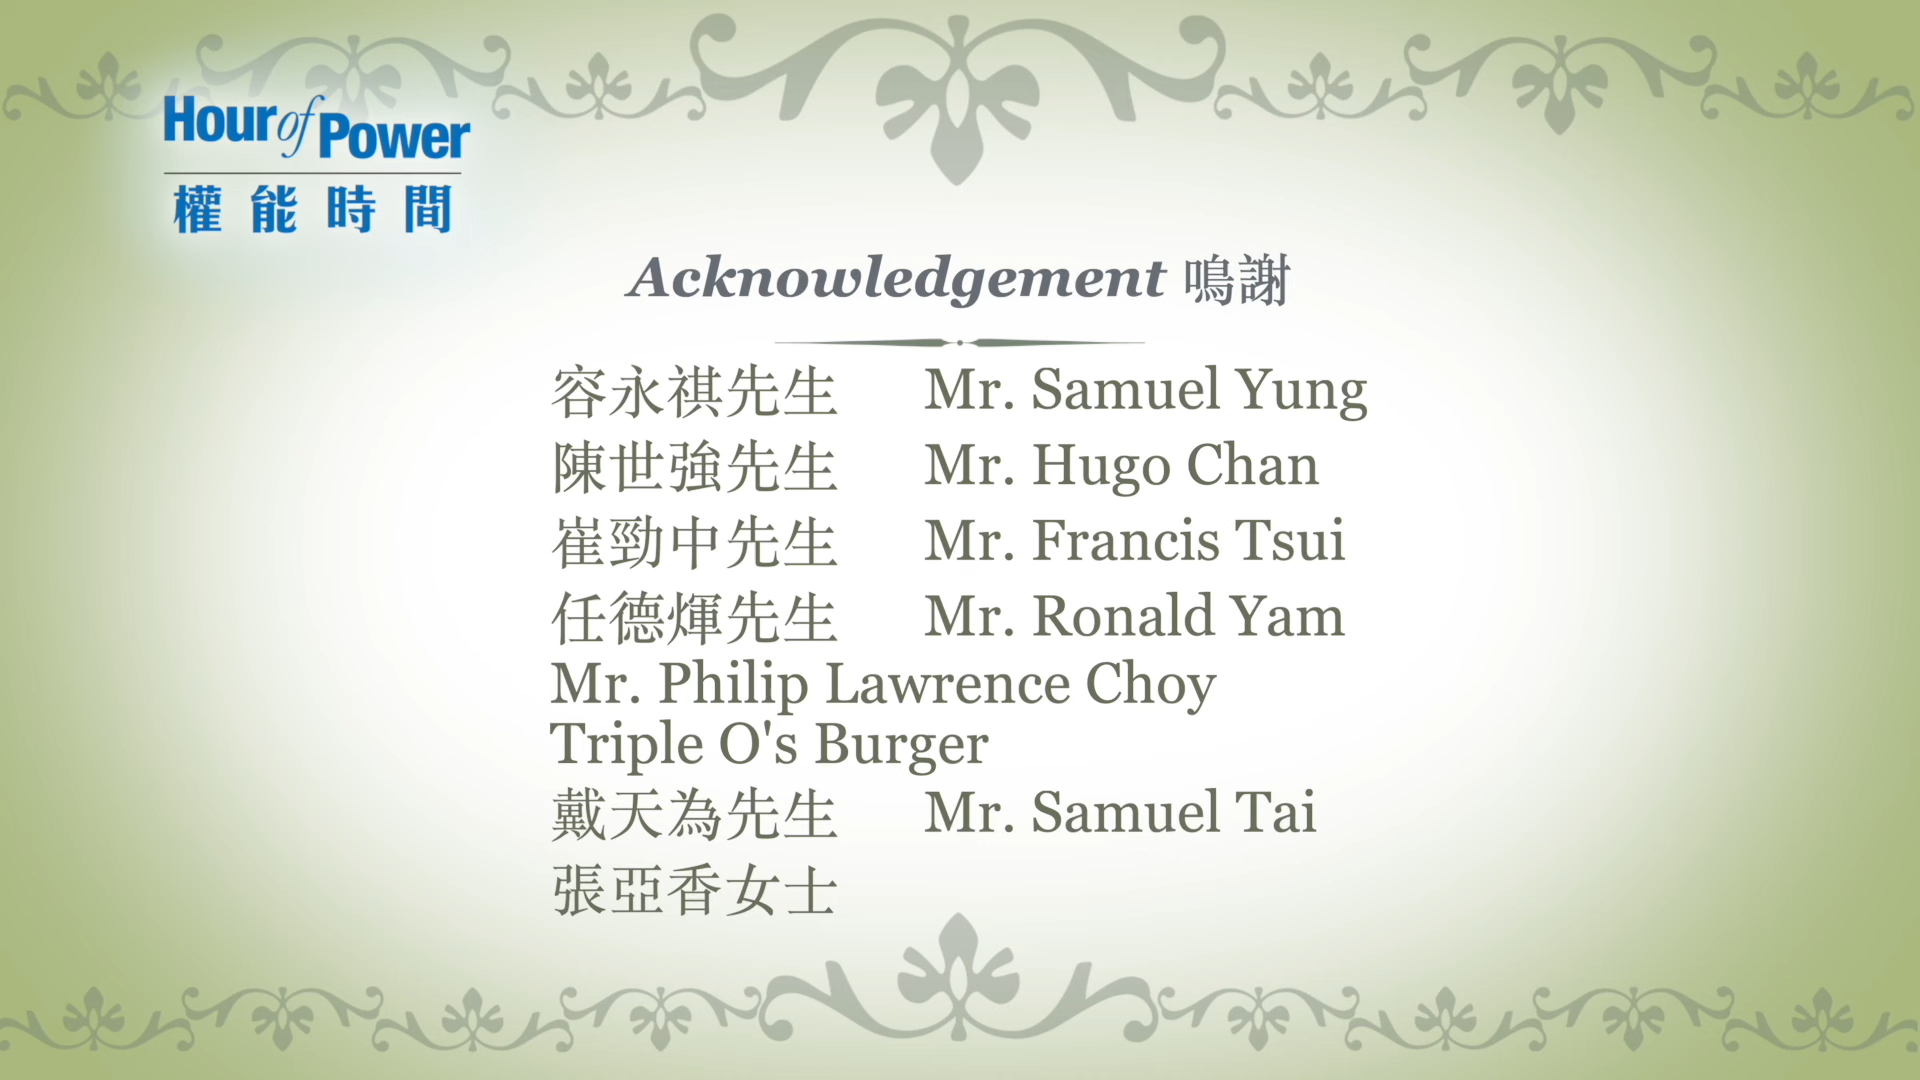 Hour of Power
權能時間
Acknowledgement 鳴謝
容永祺先生 Mr. Samuel Yung
陳世強先生 Mr. Hugo Chan
崔勁中先生 Mr. Francis Tsui
任德煇先生 Mr. Ronald Yam
Mr. Philip Lawrence Choy
Triple O's Burger
戴天為先生 Mr. Samuel Tai
張亞香女士